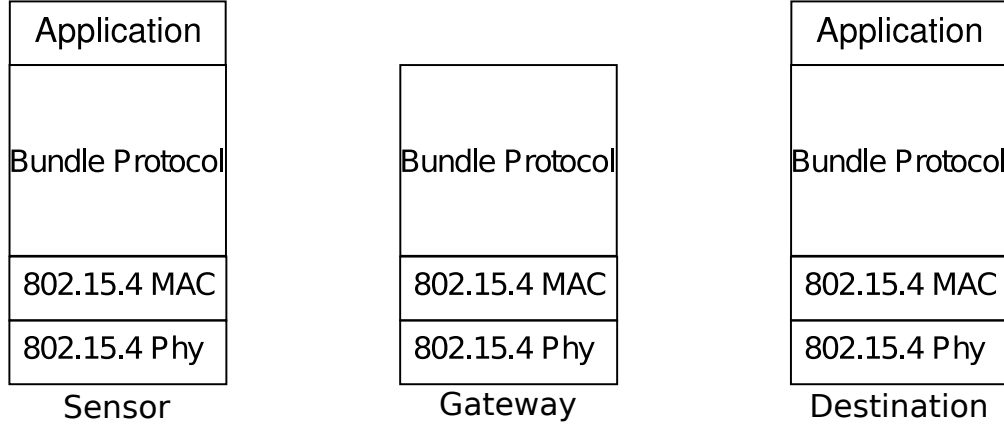 Application
Bundle Protocol
802.15.4 MAC
802.15.4 Phy
Sensor
Bundle Protocol
802.15.4 MAC
802.15.4 Phy
Gateway
Application
Bundle Protocol
802.15.4 MAC
802.15.4 Phy
Destination